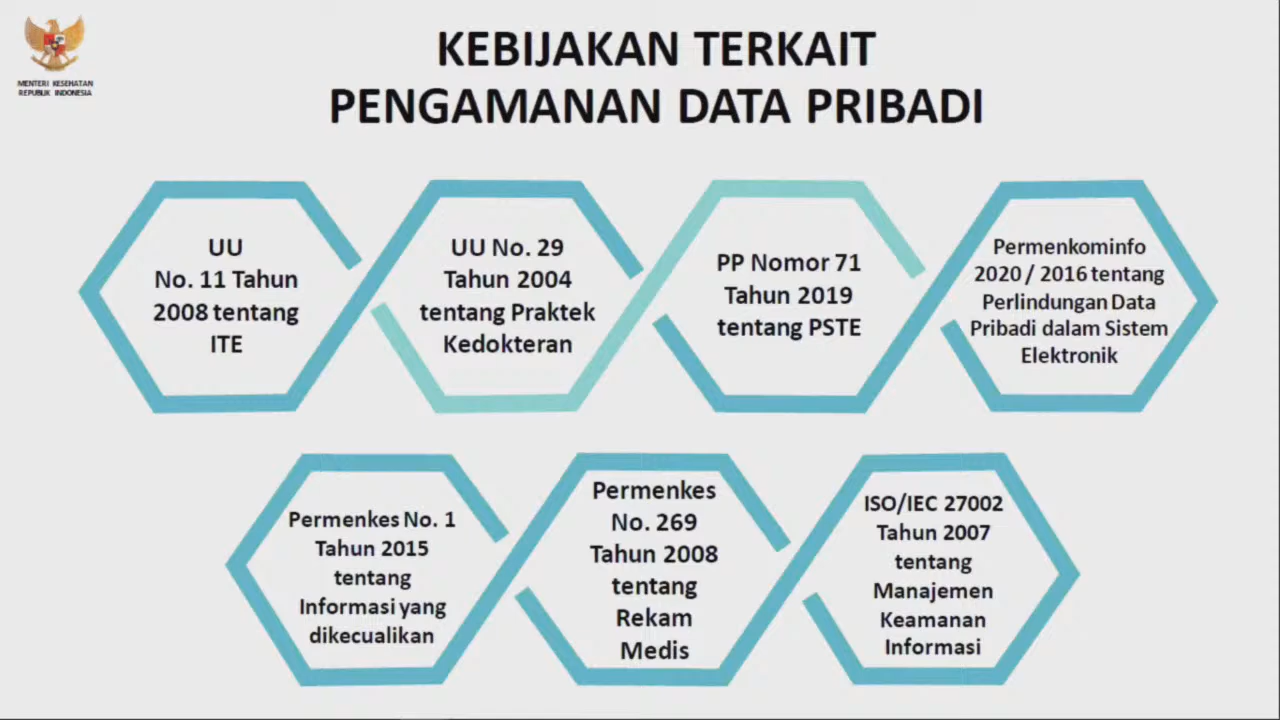 MENTERI KESEHATAN
REPUBLIK INDONESIA
KEBIJAKAN TERKAIT
PENGAMANAN DATA PRIBADI
UU
No. 11 Tahun
2008 tentang
ITE
UU No. 29
Tahun 2004
tentang Praktek
Kedokteran
PP Nomor 71
Tahun 2019
tentang PSTE
Permenkominfo
2020 / 2016 tentang
Perlindungan Data
Pribadi dalam Sistem
Elektronik
Permenkes No. 1
Tahun 2015
tentang
Informasi yang
dikecualikan
Permenkes
No. 269
Tahun 2008
tentang
Rekam
Medis
ISO/IEC 27002
Tahun 2007
tentang
Manajemen
Keamanan
Informasi